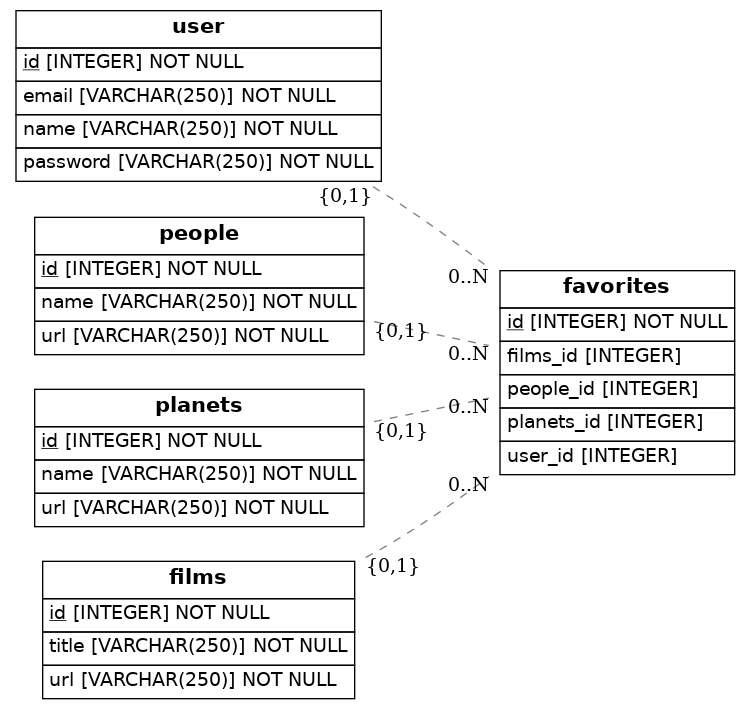 user
id [INTEGER] NOT NULL
email [VARCHAR(250)] NOT NULL
name [VARCHAR(250)] NOT NULL
password [VARCHAR(250)] NOT NULL
{0,1}
0..N
people
id [INTEGER] NOT NULL
name [VARCHAR(250)] NOT NULL
url [VARCHAR(250)] NOT NULL
{0,1}
0..N
planets
id [INTEGER] NOT NULL
name [VARCHAR(250)] NOT NULL
url [VARCHAR(250)] NOT NULL
{0,1}
0..N
films
id [INTEGER] NOT NULL
title [VARCHAR(250)] NOT NULL
url [VARCHAR(250)] NOT NULL
{0,1}
0..N
favorites
id [INTEGER] NOT NULL
films_id [INTEGER]
people_id [INTEGER]
planets_id [INTEGER]
user_id [INTEGER]